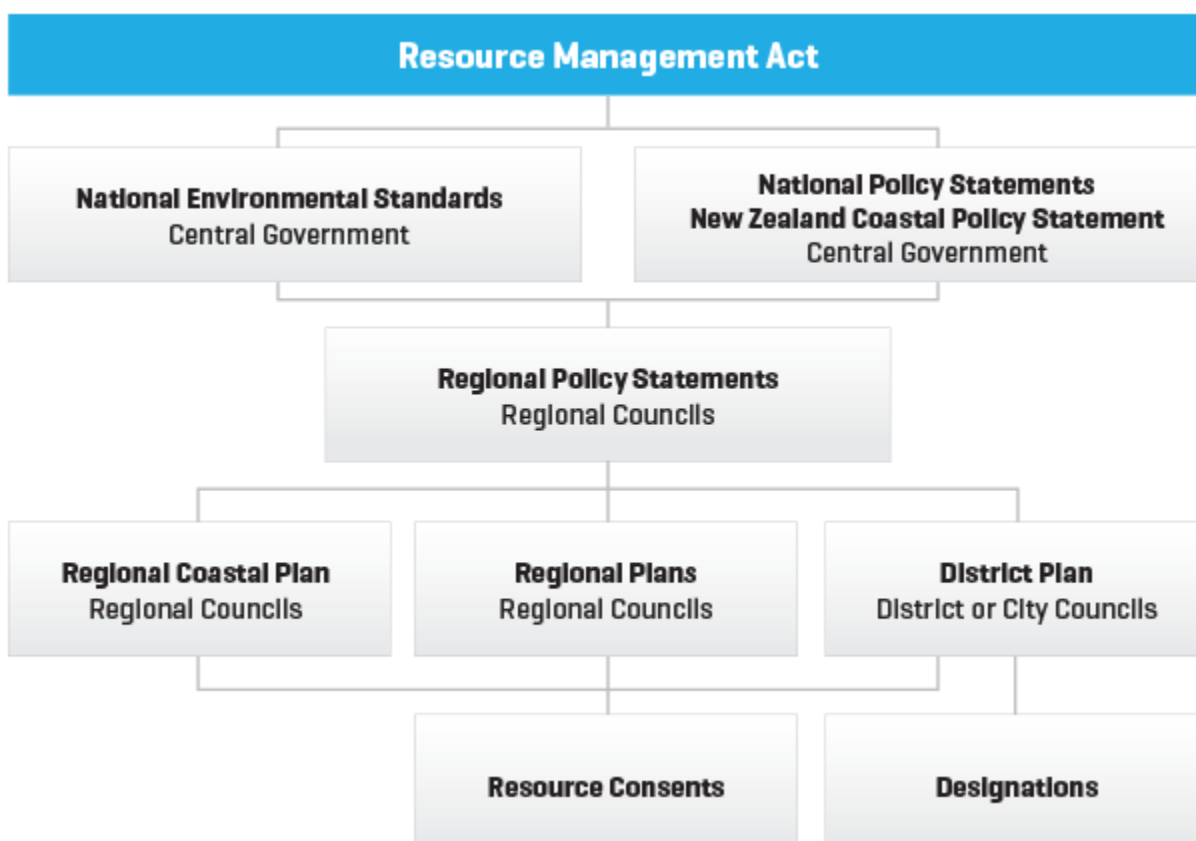 Resource Management Act
National Environmental Standards
Central Government
National Policy Statements
New Zealand Coastal Policy Statement
Central Government
Regional Policy Statements
Regional Councils
Regional Coastal Plan
Regional Councils
Regional Plans
Regional Councils
District Plan
District or City Councils
Resource Consents
Designations